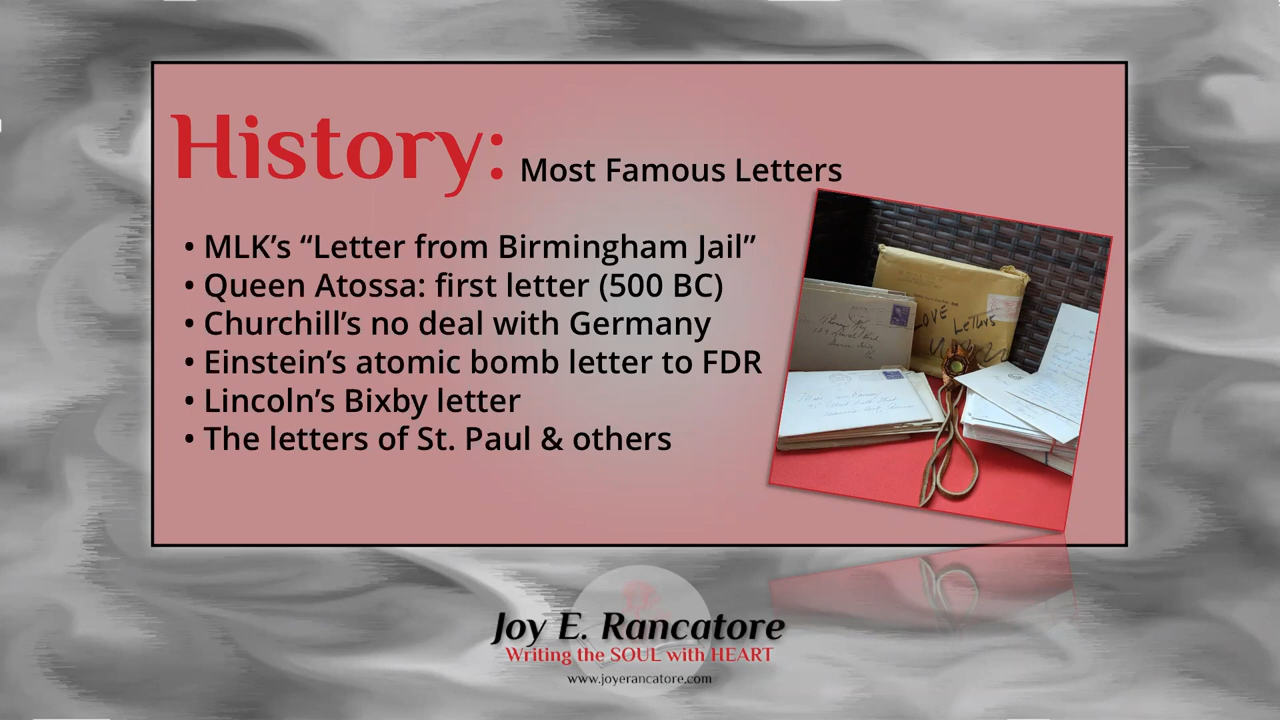 History: Most Famous Letters
• MLK’s “Letter from Birmingham Jail”
• Queen Atossa: first letter (500 BC)
• Churchill’s no deal with Germany
• Einstein’s atomic bomb letter to FDR
• Lincoln’s Bixby letter
• The letters of St. Paul & others
LOVE
LeTTeRS
Joy E. Rancatore
Writing the SOUL with HEART
www.joyerancatore.com